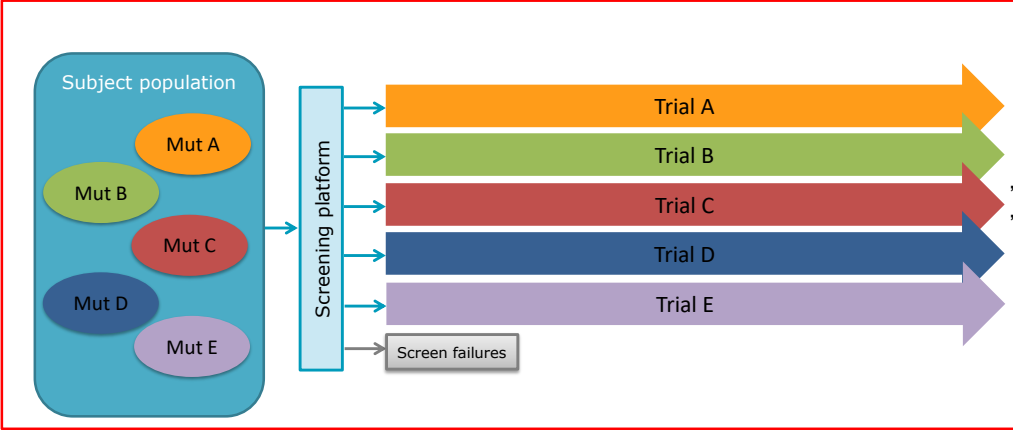 Subject population
Mut A
Mut B
Mut C
Mut D
Mut E
Screening platform
Trial A
Trial B
Trial C
Trial D
Trial E
Screen failures
,
,